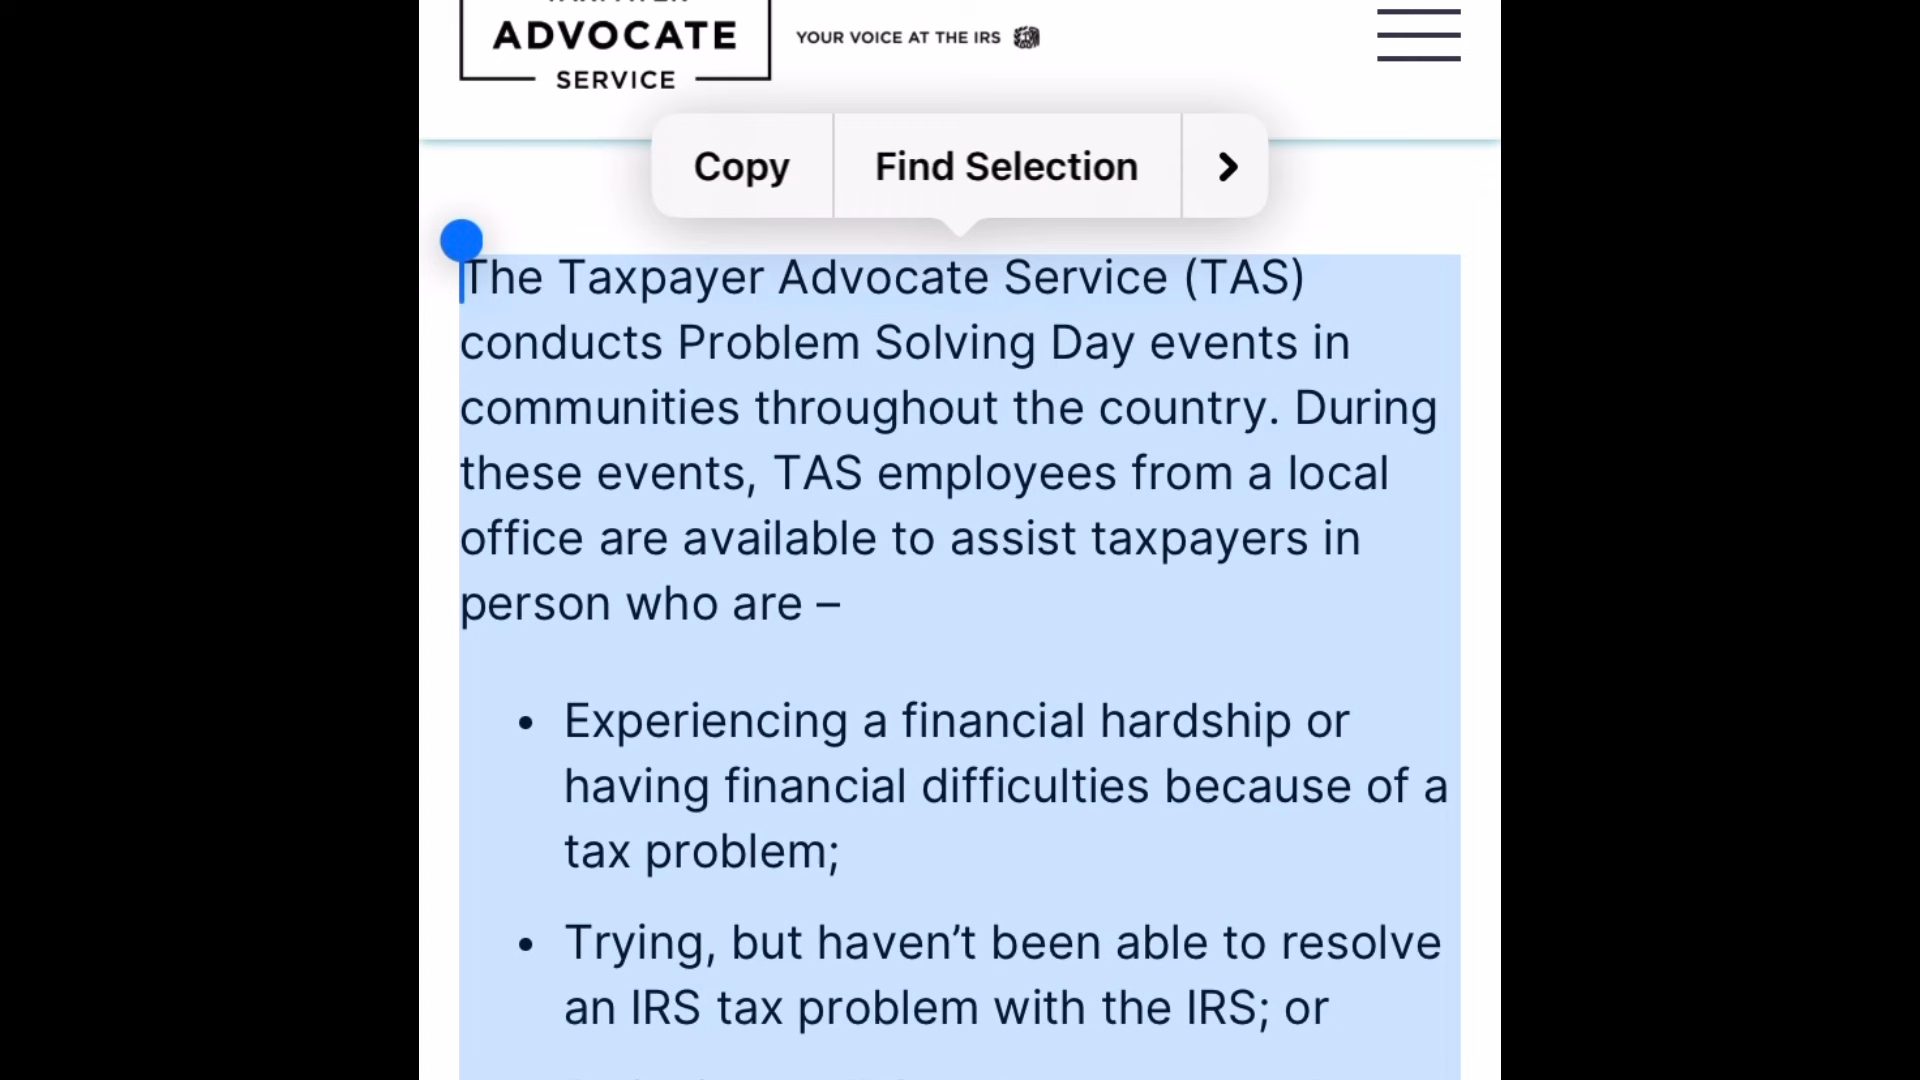 ADVOCATE
SERVICE
YOUR VOICE AT THE IRS
Copy
Find Selection
The Taxpayer Advocate Service (TAS)
conducts Problem Solving Day events in
communities throughout the country. During
these events, TAS employees from a local
office are available to assist taxpayers in
person who are –
• Experiencing a financial hardship or
having financial difficulties because of a
tax problem;
• Trying, but haven’t been able to resolve
an IRS tax problem with the IRS; or